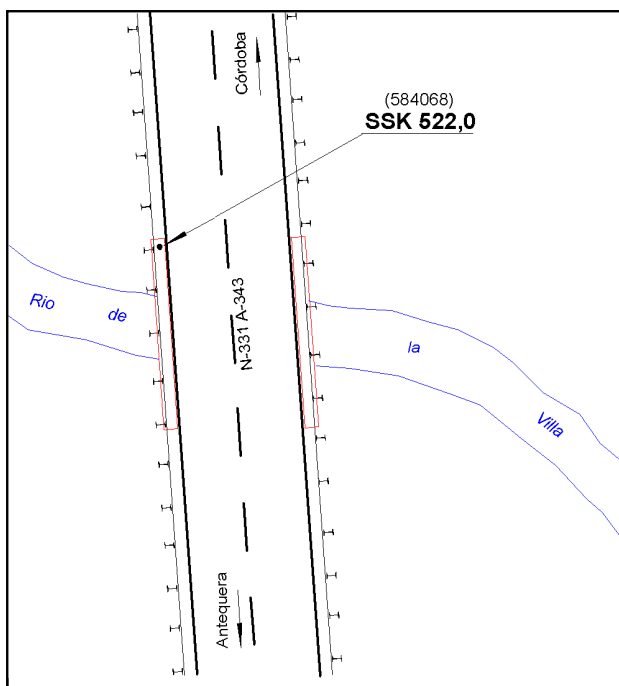 Córdoba
(584068)
SSK 522,0
Rio de la Villa
N-331 A-343
Antequera